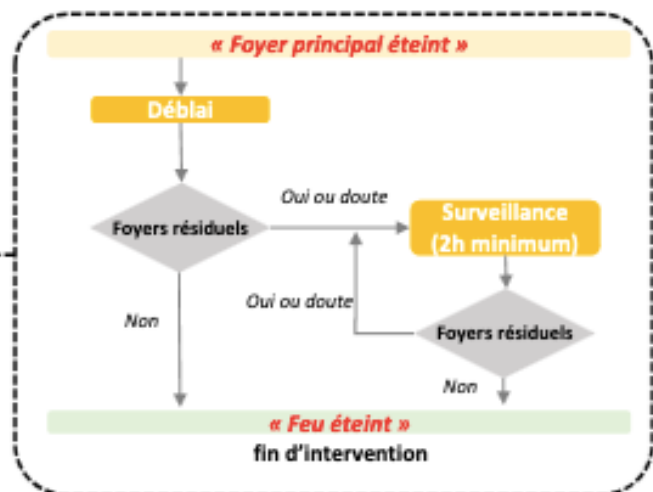 « Foyer principal éteint »
Déblai
Foyers résiduels
Oui ou doute
Surveillance
(2h minimum)
Oui ou doute
Non
Foyers résiduels
Non
« Feu éteint »
fin d’intervention